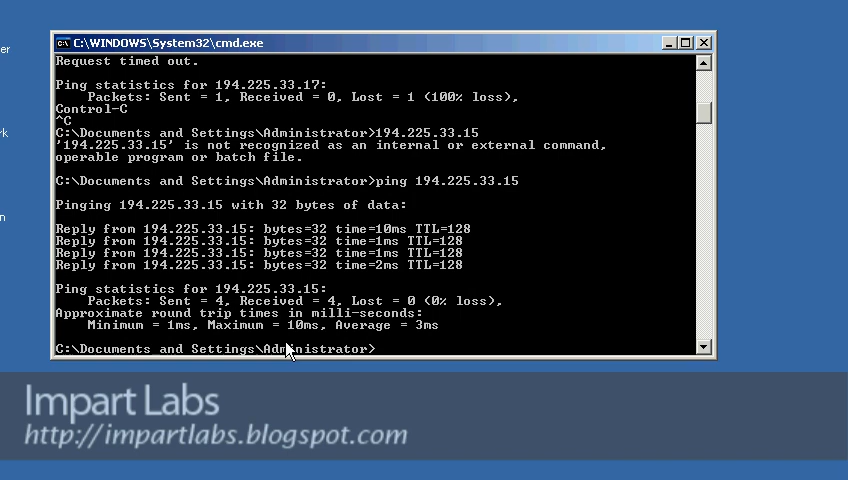 C:\WINDOWS\System32\cmd.exe
er
Request timed out.
Ping statistics for 194.225.33.17:
    Packets: Sent = 1, Received = 0, Lost = 1 (100% loss),
Control-C
^C
rk
C:\Documents and Settings\Administrator>194.225.33.15
'194.225.33.15' is not recognized as an internal or external command,
operable program or batch file.
C:\Documents and Settings\Administrator>ping 194.225.33.15
Pinging 194.225.33.15 with 32 bytes of data:
n
Reply from 194.225.33.15: bytes=32 time=10ms TTL=128
Reply from 194.225.33.15: bytes=32 time=1ms TTL=128
Reply from 194.225.33.15: bytes=32 time=1ms TTL=128
Reply from 194.225.33.15: bytes=32 time=2ms TTL=128
Ping statistics for 194.225.33.15:
    Packets: Sent = 4, Received = 4, Lost = 0 (0% loss),
Approximate round trip times in milli-seconds:
    Minimum = 1ms, Maximum = 10ms, Average = 3ms
C:\Documents and Settings\Administrator>
Impart Labs
http://impartlabs.blogspot.com